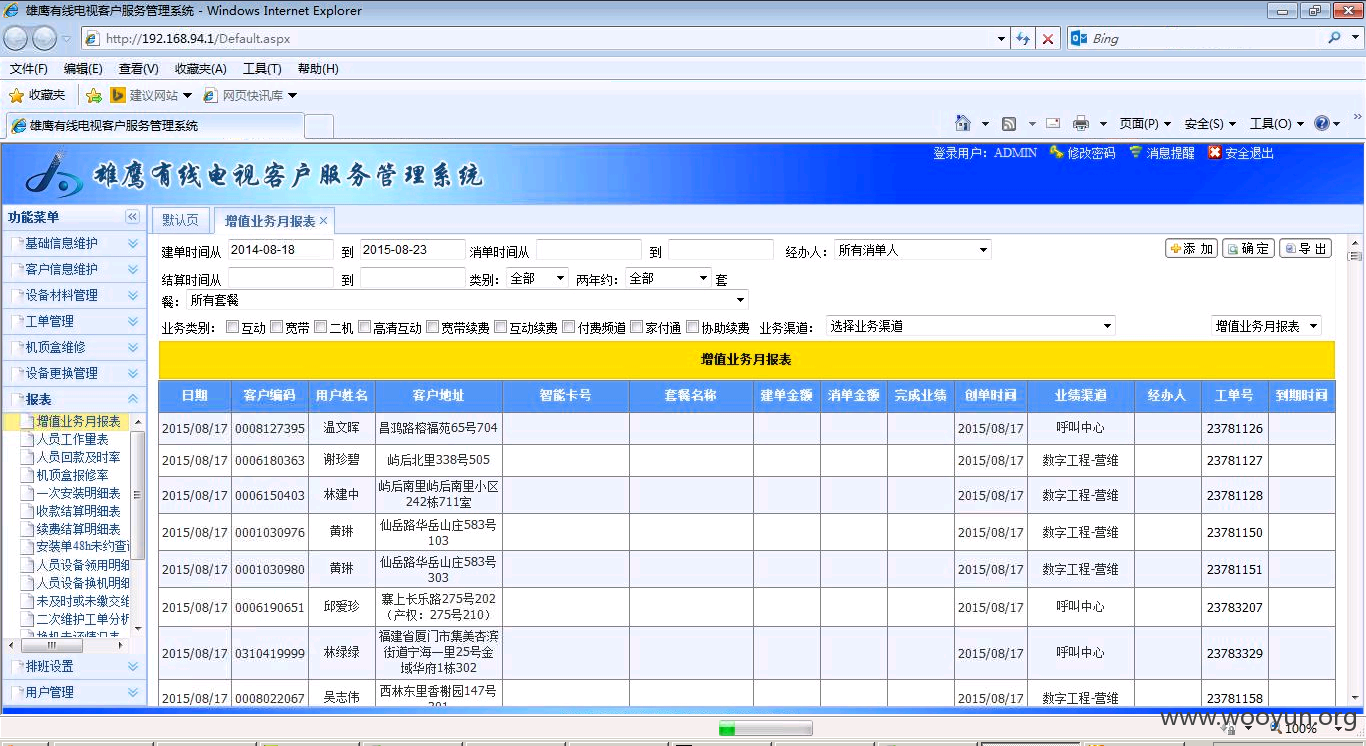 雄鹰有线电视客户服务管理系统 - Windows Internet Explorer
http://192.168.94.1/Default.aspx
Bing
文件(F) 编辑(E) 查看(V) 收藏夹(A) 工具(T) 帮助(H)
收藏夹 建议网站 网页快讯库
雄鹰有线电视客户服务管理系统
页面(P) 安全(S) 工具(O)
雄鹰有线电视客户服务管理系统
登录用户：ADMIN 修改密码 消息提醒 安全退出
功能菜单
基础信息维护
客户信息维护
设备材料管理
工单管理
机顶盒维修
设备更换管理
报表
增值业务月报表
人员工作量表
人员回款及时率
机顶盒报修率
一次安装明细表
收款结算明细表
续费结算明细表
安装单48h未约查
人员设备领用明细
人员设备换机明细
未及时或未缴交维
二次维护工单分析
排班设置
用户管理
默认页 增值业务月报表
建单时间从 2014-08-18 到 2015-08-23 消单时间从 到 经办人： 所有消单人
添 加 确 定 导 出
结算时间从 到 类别： 全部 两年约： 全部 套
餐： 所有套餐
业务类别： 互动 宽带 二机 高清互动 宽带续费 互动续费 付费频道 家付通 协助续费 业务渠道： 选择业务渠道 增值业务月报表
增值业务月报表
日期 客户编码 用户姓名 客户地址 智能卡号 套餐名称 建单金额 消单金额 完成业绩 创单时间 业绩渠道 经办人 工单号 到期时间
2015/08/17 0008127395 温文晖 昌鸿路榕福苑65号704 2015/08/17 呼叫中心 23781126
2015/08/17 0006180363 谢珍碧 屿后北里338号505 2015/08/17 数字工程-营维 23781127
2015/08/17 0006150403 林建中 屿后南里屿后南里小区
242栋711室 2015/08/17 数字工程-营维 23781128
2015/08/17 0001030976 黄琳 仙岳路华岳山庄583号
103 2015/08/17 数字工程-营维 23781150
2015/08/17 0001030980 黄琳 仙岳路华岳山庄583号
303 2015/08/17 数字工程-营维 23781151
2015/08/17 0006190651 邱爱珍 寨上长乐路275号202
（产权：275号210） 2015/08/17 呼叫中心 23783207
2015/08/17 0310419999 林绿绿 福建省厦门市集美杏滨
街道宁海一里25号金
域华府1栋302 2015/08/17 呼叫中心 23783329
2015/08/17 0008022067 吴志伟 西林东里香榭园147号
2015/08/17 数字工程-营维 23781158
www.wooyun.org
100%